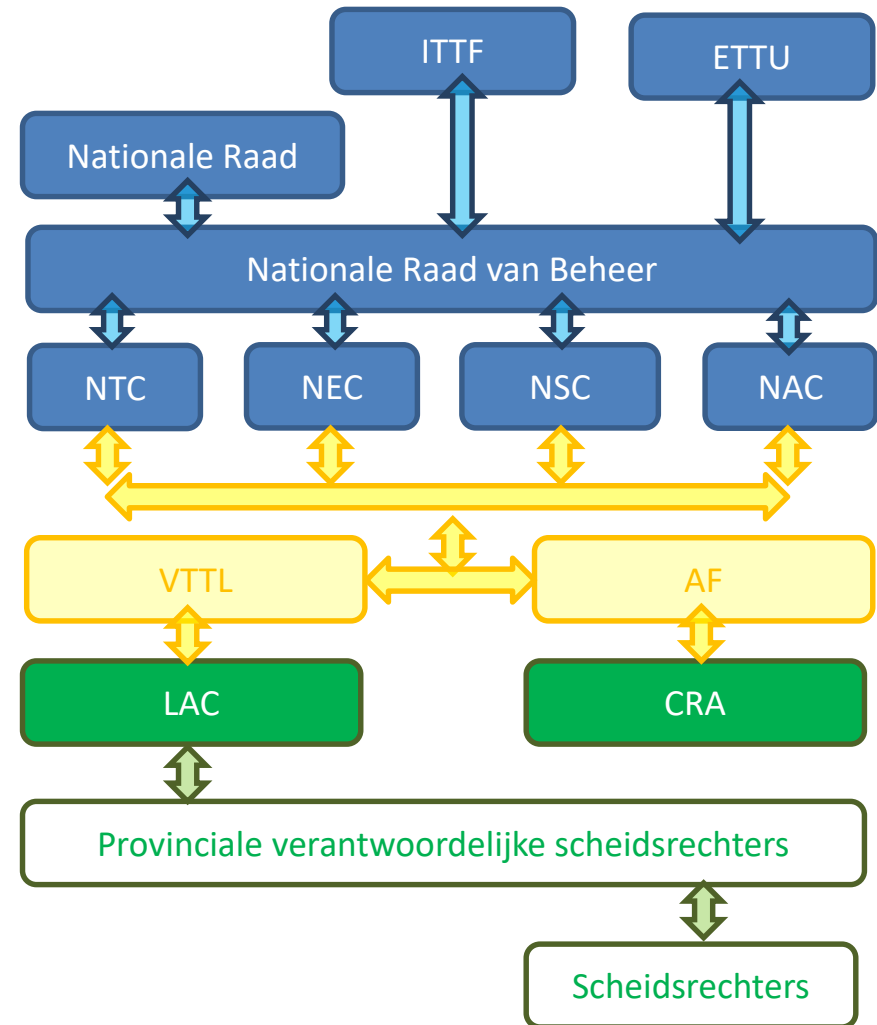 ITTF
ETTU
Nationale Raad
Nationale Raad van Beheer
NTC
NEC
NSC
NAC
VTTL
AF
LAC
CRA
Provinciale verantwoordelijke scheidsrechters
Scheidsrechters